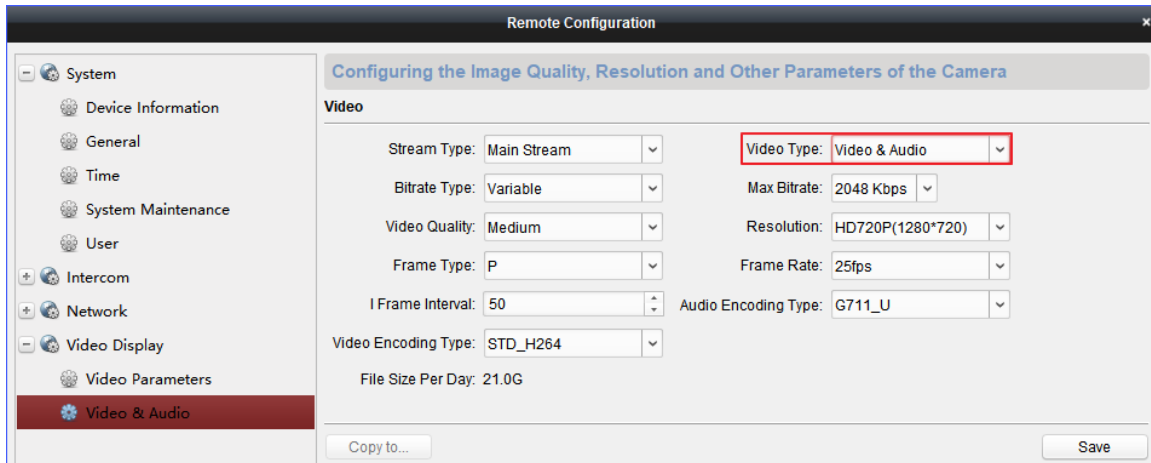 Remote Configuration
System
Device Information
General
Time
System Maintenance
User
Intercom
Network
Video Display
Video Parameters
Video & Audio
Configuring the Image Quality, Resolution and Other Parameters of the Camera
Video
Stream Type: Main Stream Video Type: Video & Audio
Bitrate Type: Variable Max Bitrate: 2048 Kbps
Video Quality: Medium Resolution: HD720P(1280*720)
Frame Type: P Frame Rate: 25fps
I Frame Interval: 50 Audio Encoding Type: G711_U
Video Encoding Type: STD_H264
File Size Per Day: 21.0G
Copy to... Save